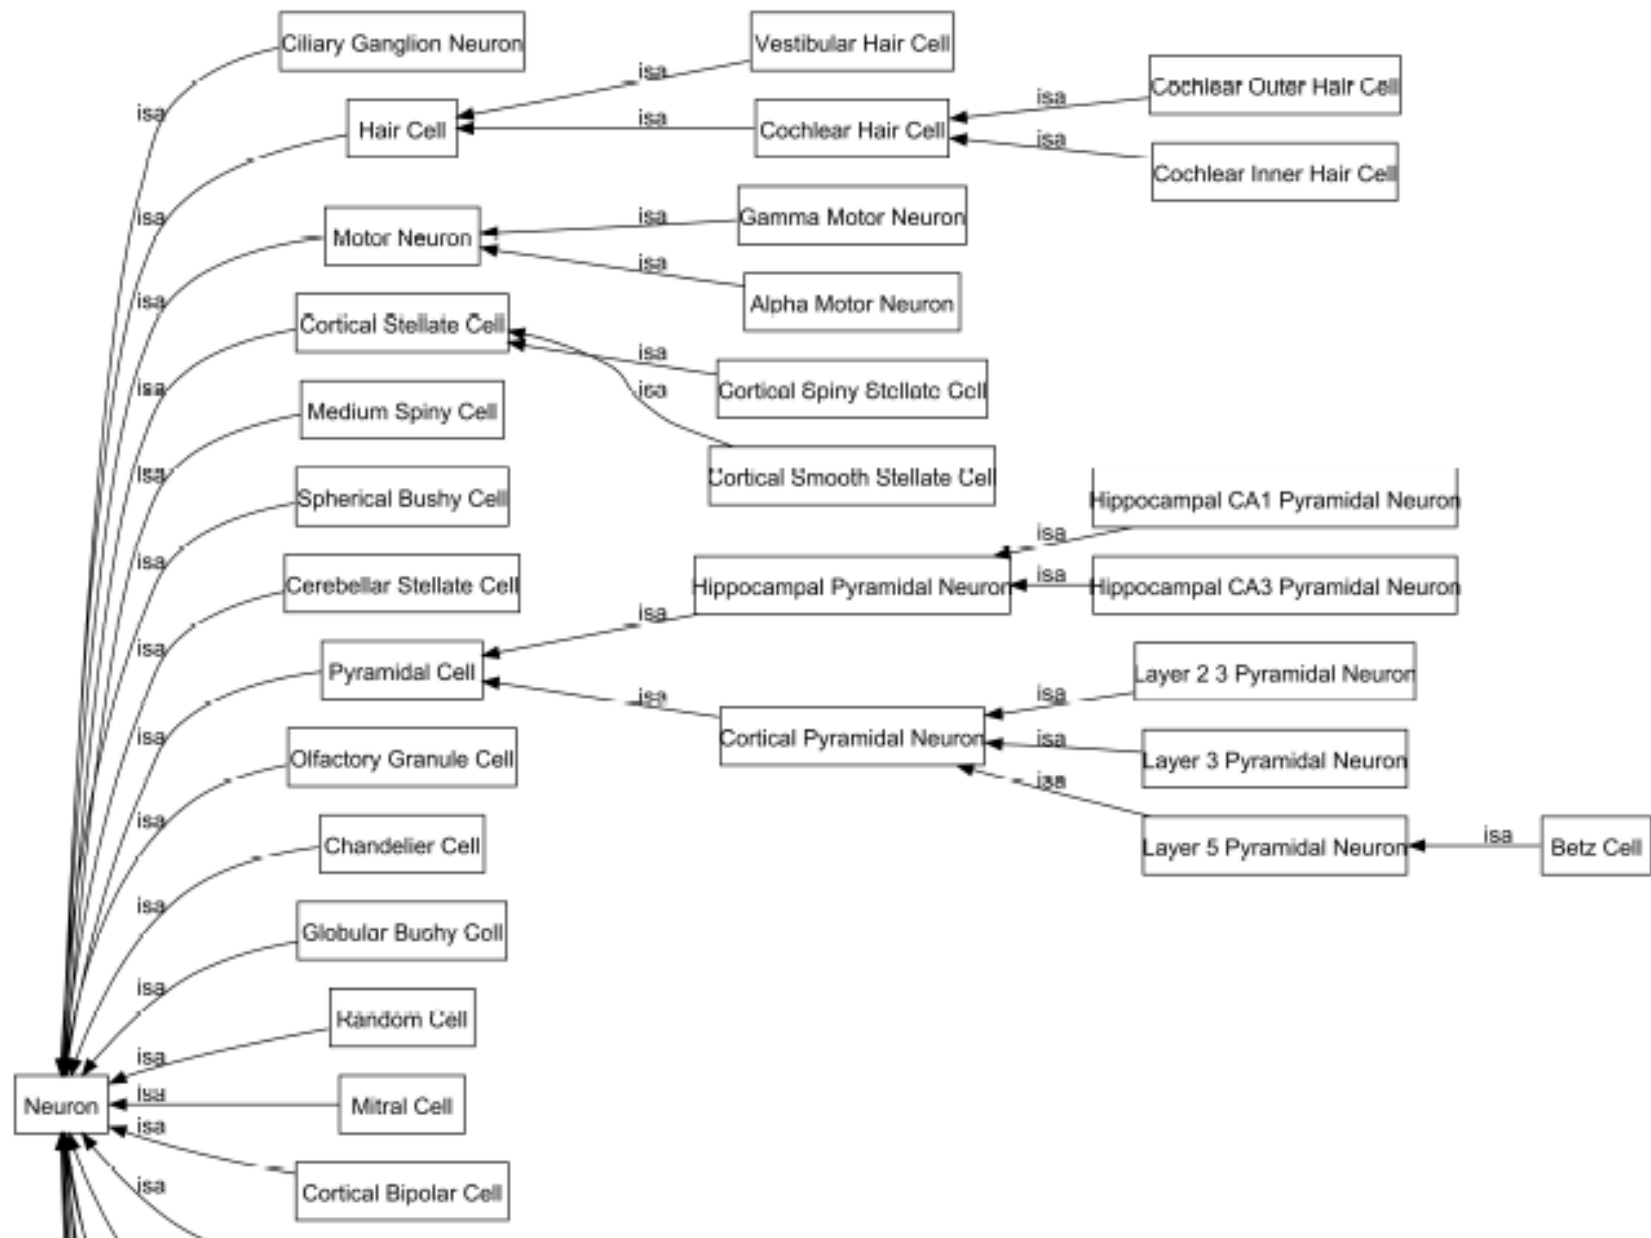 Ciliary Ganglion Neuron
Vestibular Hair Cell
isa
Cochlear Outer Hair Cell
isa
isa
Hair Cell
isa
Cochlear Hair Cell
isa
Cochlear Inner Hair Cell
isa
Motor Neuron
isa
Gamma Motor Neuron
isa
Alpha Motor Neuron
isa
Cortical Stellate Cell
isa
Cortical Spiny Stellate Cell
isa
Cortical Smooth Stellate Cell
isa
Medium Spiny Cell
isa
Spherical Bushy Cell
Hippocampal CA1 Pyramidal Neuron
isa
isa
Cerebellar Stellate Cell
Hippocampal Pyramidal Neuron
isa
Hippocampal CA3 Pyramidal Neuron
isa
isa
Pyramidal Cell
isa
Layer 2 3 Pyramidal Neuron
isa
isa
Cortical Pyramidal Neuron
isa
Layer 3 Pyramidal Neuron
isa
Olfactory Granule Cell
isa
Chandelier Cell
Layer 5 Pyramidal Neuron
isa
Betz Cell
isa
Globular Bushy Cell
isa
Random Cell
isa
Neuron
isa
Mitral Cell
isa
Cortical Bipolar Cell
isa